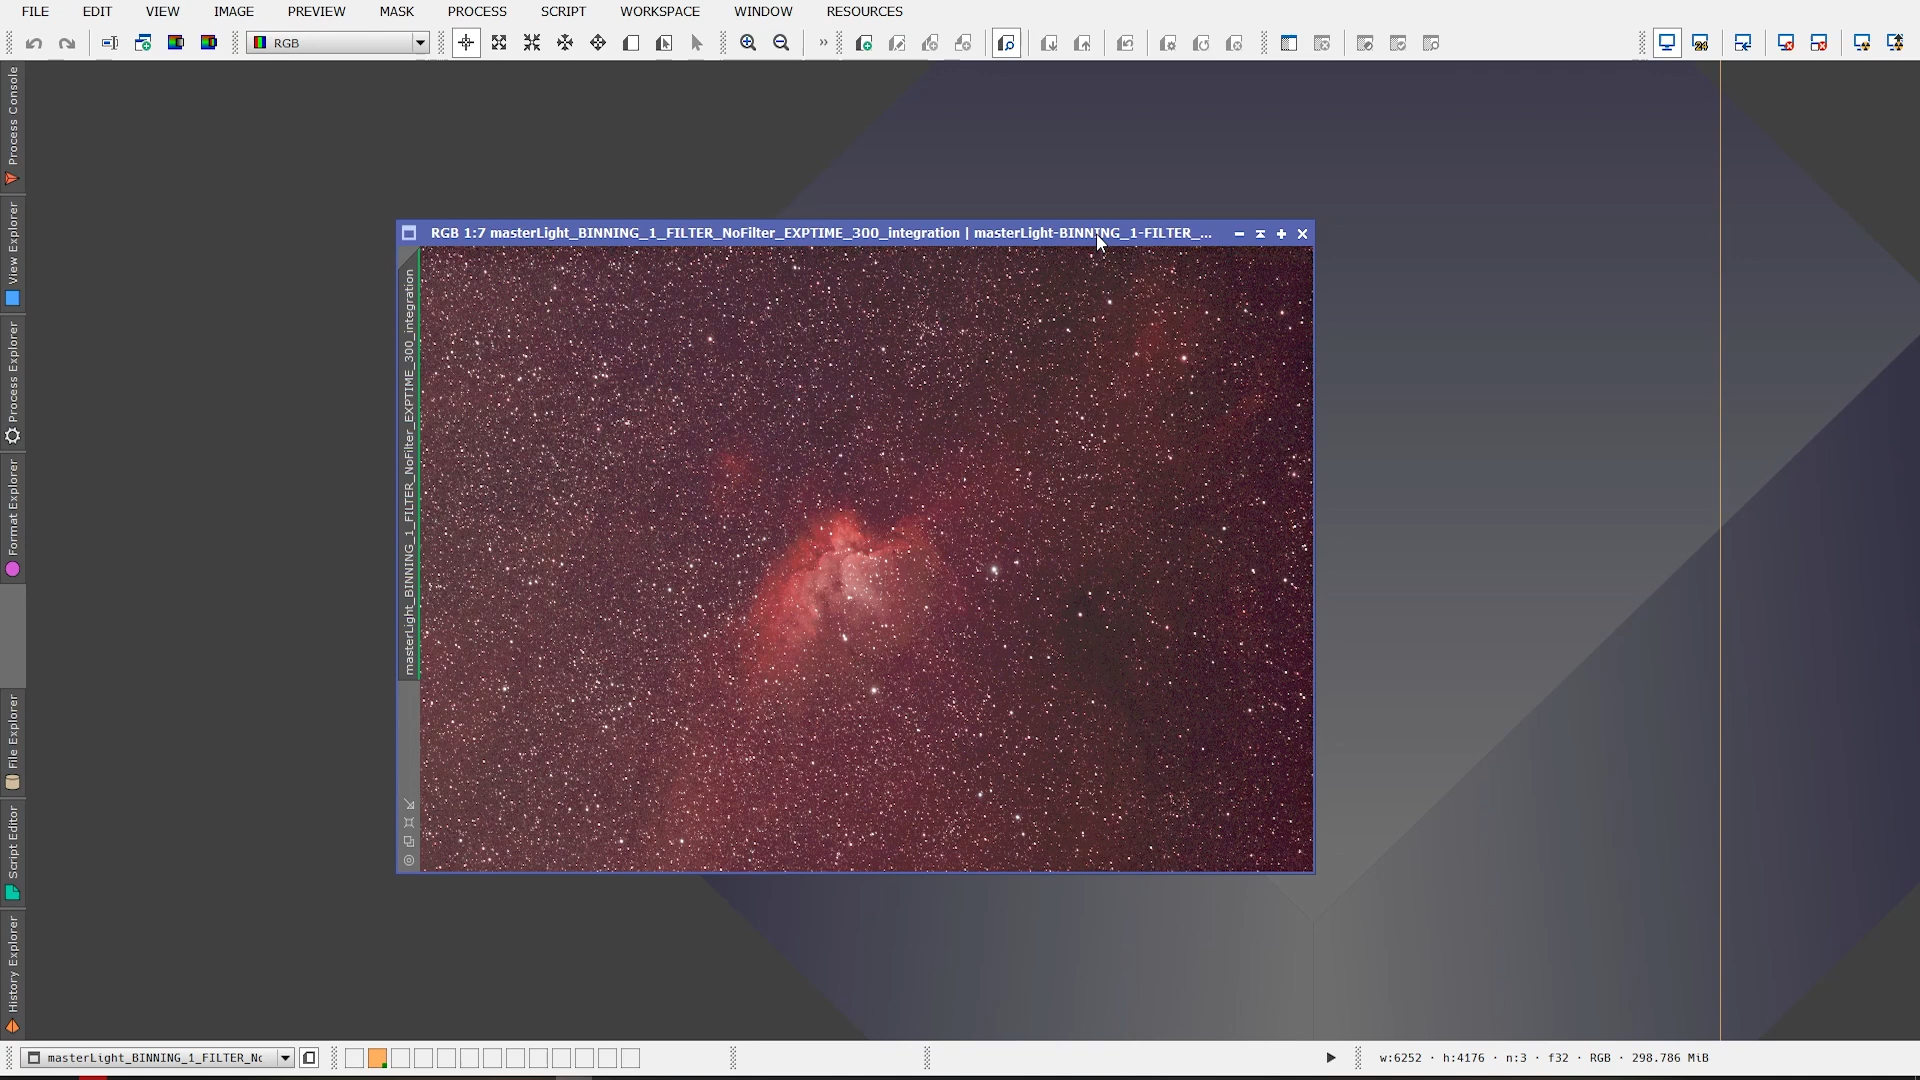 FILE EDIT VIEW IMAGE PREVIEW MASK PROCESS SCRIPT WORKSPACE WINDOW RESOURCES
RGB
24
Process Console
View Explorer
Process Explorer
Format Explorer
File Explorer
Script Editor
History Explorer
RGB 1:7 masterLight_BINNING_1_FILTER_NoFilter_EXPTIME_300_integration | masterLight-BINNING_1-FILTER_...
masterLight_BINNING_1_FILTER_NoFilter_EXPTIME_300_integration
masterLight_BINNING_1_FILTER_Nc
w:6252 · h:4176 · n:3 · f32 · RGB · 298.786 MiB